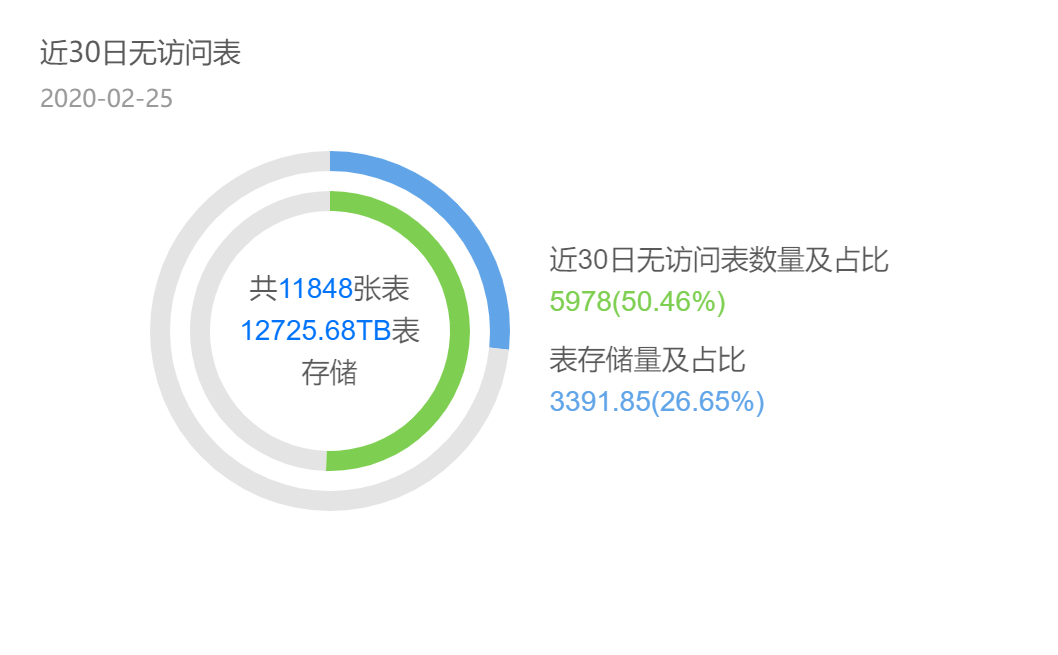 近30日无访问表
2020-02-25
共11848张表
12725.68TB表
存储
近30日无访问表数量及占比
5978(50.46%)
表存储量及占比
3391.85(26.65%)